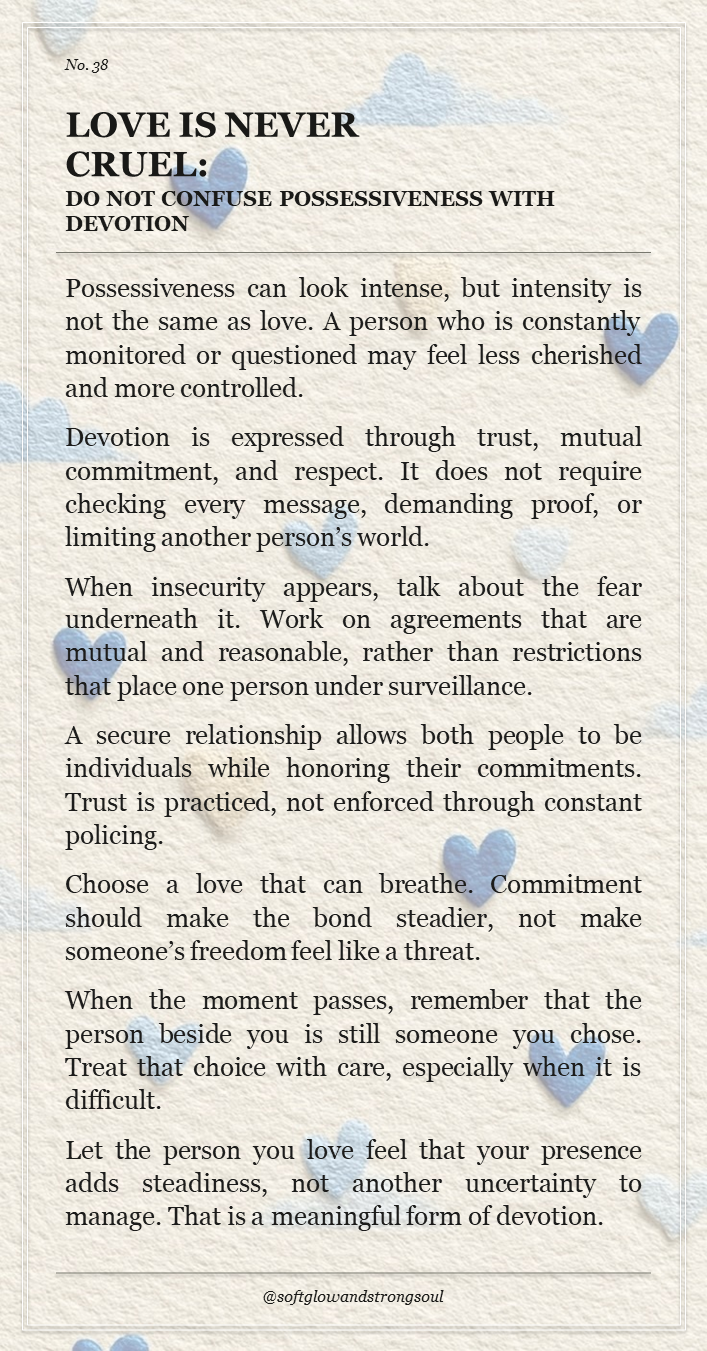 No. 38
LOVE IS NEVER
CRUEL:
DO NOT CONFUSE POSSESSIVENESS WITH
DEVOTION
Possessiveness can look intense, but intensity is
not the same as love. A person who is constantly
monitored or questioned may feel less cherished
and more controlled.
Devotion is expressed through trust, mutual
commitment, and respect. It does not require
checking every message, demanding proof, or
limiting another person’s world.
When insecurity appears, talk about the fear
underneath it. Work on agreements that are
mutual and reasonable, rather than restrictions
that place one person under surveillance.
A secure relationship allows both people to be
individuals while honoring their commitments.
Trust is practiced, not enforced through constant
policing.
Choose a love that can breathe. Commitment
should make the bond steadier, not make
someone’s freedom feel like a threat.
When the moment passes, remember that the
person beside you is still someone you chose.
Treat that choice with care, especially when it is
difficult.
Let the person you love feel that your presence
adds steadiness, not another uncertainty to
manage. That is a meaningful form of devotion.
@softglowandstrongsoul